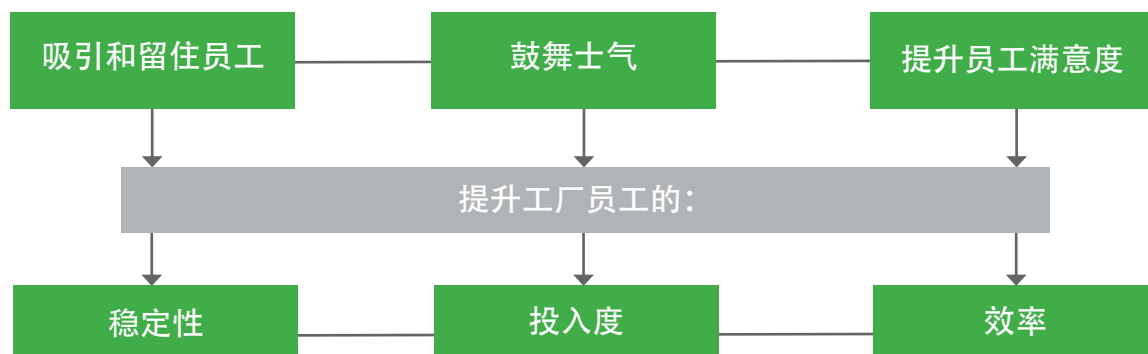 吸引和留住员工
鼓舞士气
提升员工满意度
提升工厂员工的：
稳定性
投入度
效率